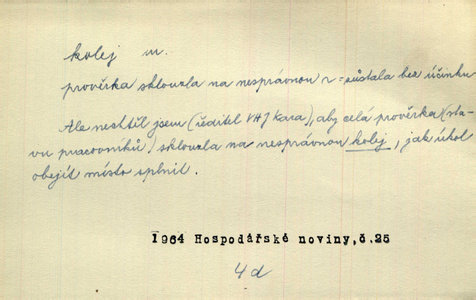 kolej m.
prověrka sklouzla na nesprávnou k = zůstala bez účinku
Ale nechtěl jsem (ředitel VHJ Kara), aby celá prověrka (sta-
vu pracovníků) sklouzla na nesprávnou kolej, jak úkol
obejít místo splnit.
1964 Hospodářské noviny,č.25
4d